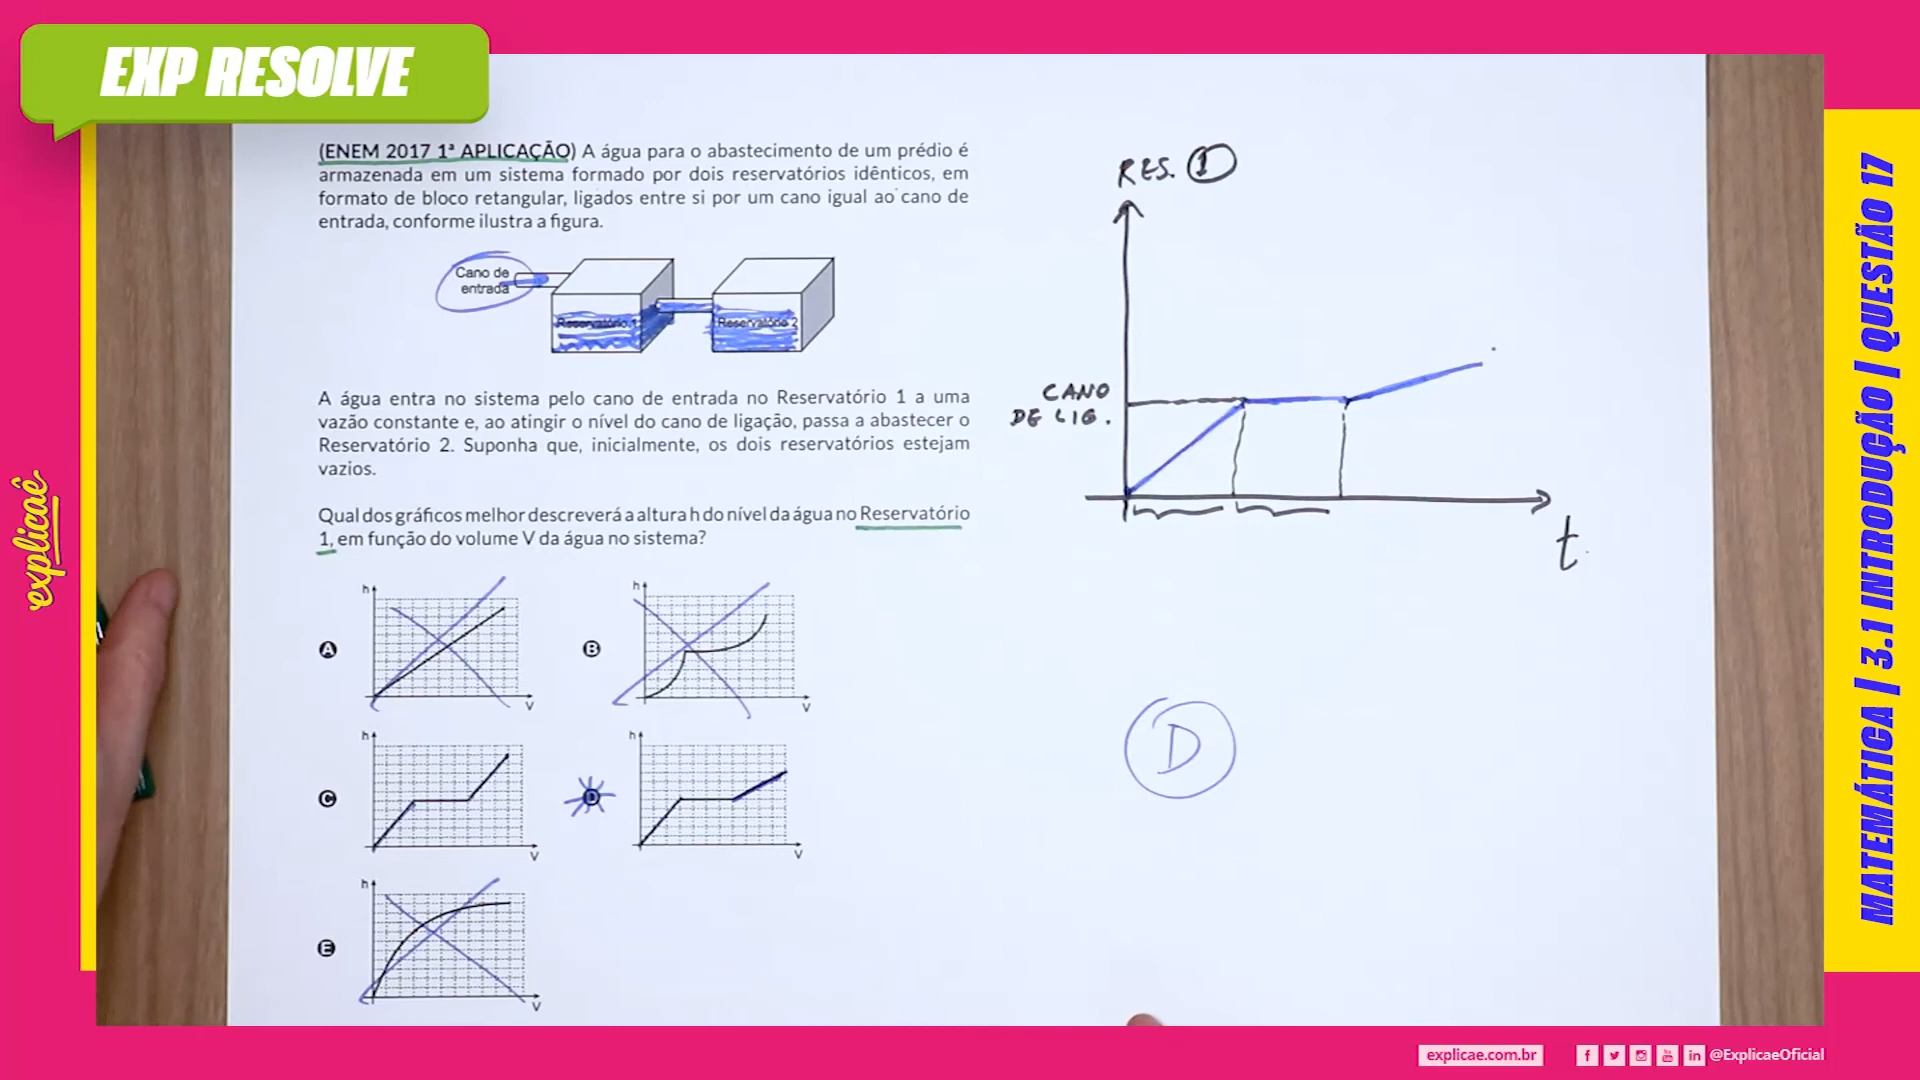 EXP RESOLVE
(ENEM 2017 1ª APLICAÇÃO) A água para o abastecimento de um prédio é
armazenada em um sistema formado por dois reservatórios idênticos, em
formato de bloco retangular, ligados entre si por um cano igual ao cano de
entrada, conforme ilustra a figura.
Cano de
entrada
Reservatório 1
Reservatório 2
A água entra no sistema pelo cano de entrada no Reservatório 1 a uma
vazão constante e, ao atingir o nível do cano de ligação, passa a abastecer o
Reservatório 2. Suponha que, inicialmente, os dois reservatórios estejam
vazios.
Qual dos gráficos melhor descreverá a altura h do nível da água no Reservatório
1, em função do volume V da água no sistema?
A
h
V
B
h
V
C
h
V
D
h
V
E
h
V
RES. 1
CANO
DE LIG.
t
D
explicaê
MATEMÁTICA | 3.1 INTRODUÇÃO | QUESTÃO 17
explicae.com.br
@ExplicaeOficial